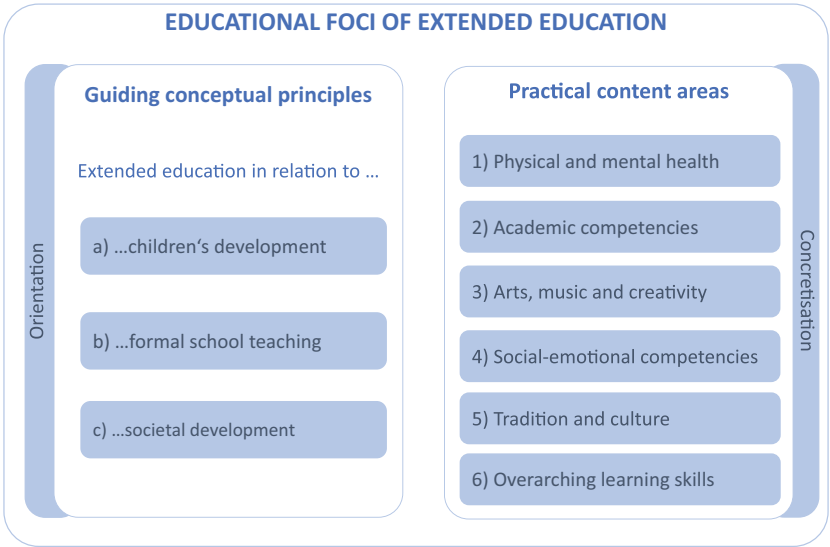 EDUCATIONAL FOCI OF EXTENDED EDUCATION
Orientation
Guiding conceptual principles
Extended education in relation to ...
a) ...children‘s development
b) ...formal school teaching
c) ...societal development
Practical content areas
1) Physical and mental health
2) Academic competencies
3) Arts, music and creativity
4) Social-emotional competencies
5) Tradition and culture
6) Overarching learning skills
Concretisation